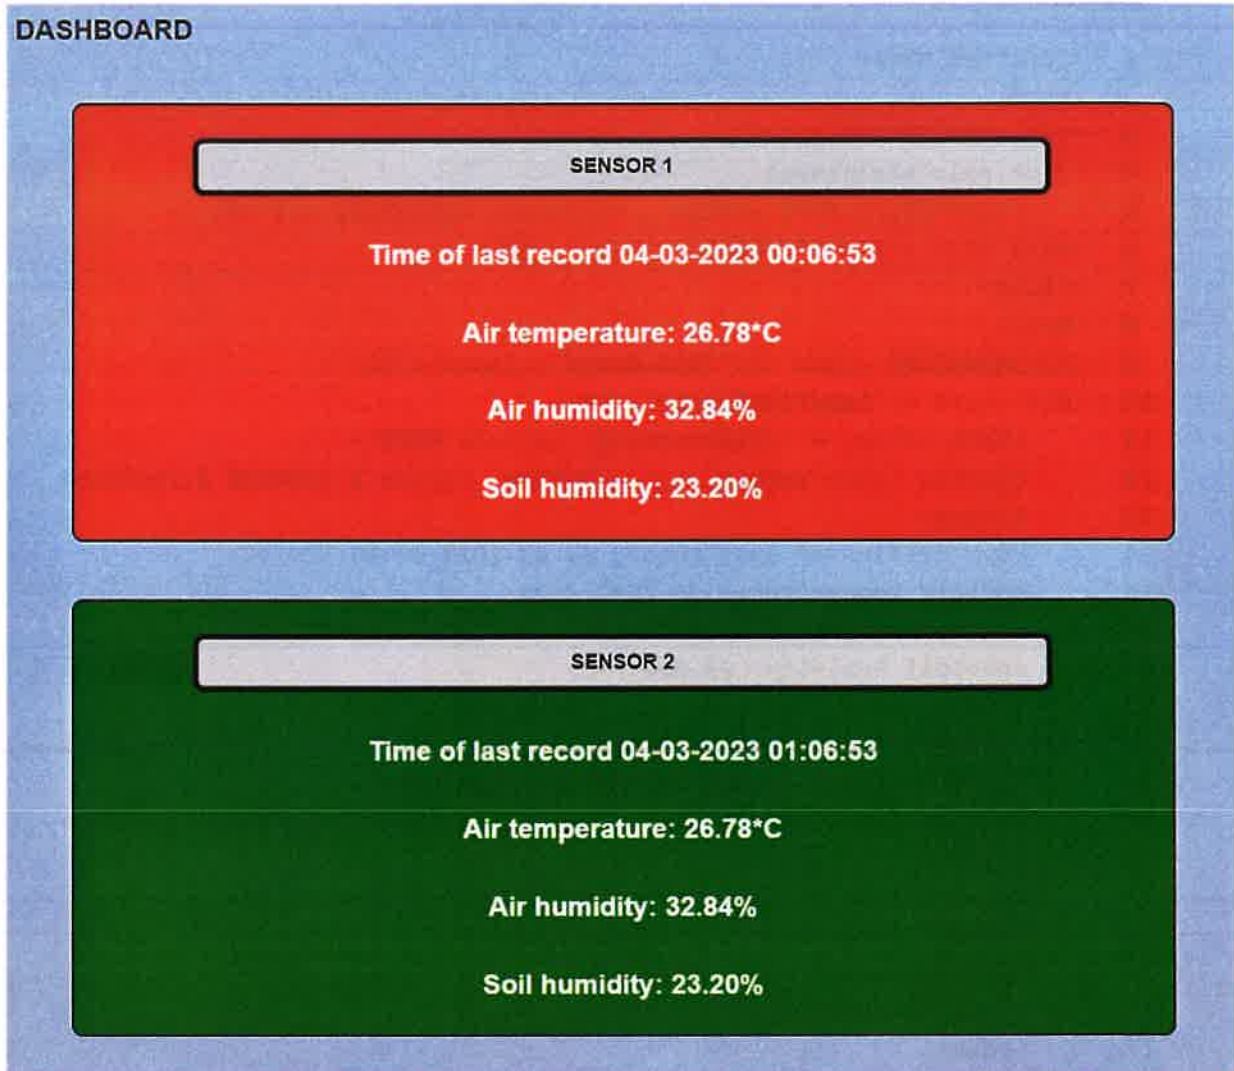 DASHBOARD
SENSOR 1
Time of last record 04-03-2023 00:06:53
Air temperature: 26.78*C
Air humidity: 32.84%
Soil humidity: 23.20%
SENSOR 2
Time of last record 04-03-2023 01:06:53
Air temperature: 26.78*C
Air humidity: 32.84%
Soil humidity: 23.20%